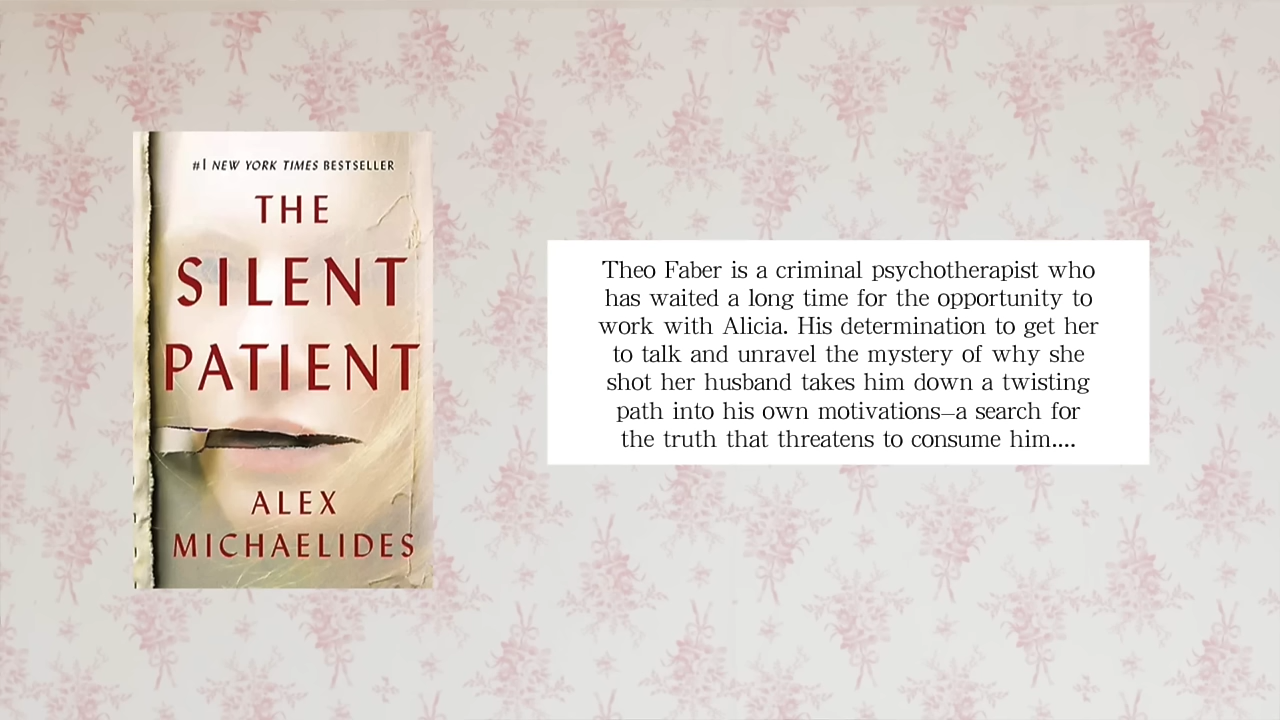 #1 NEW YORK TIMES BESTSELLER
THE
SILENT
PATIENT
ALEX
MICHAELIDES
Theo Faber is a criminal psychotherapist who
has waited a long time for the opportunity to
work with Alicia. His determination to get her
to talk and unravel the mystery of why she
shot her husband takes him down a twisting
path into his own motivations—a search for
the truth that threatens to consume him....